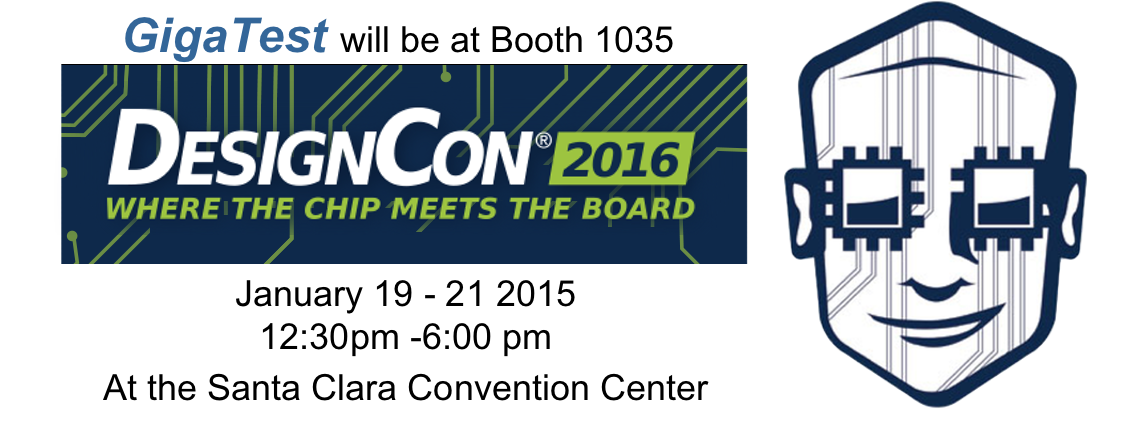 GigaTest will be at Booth 1035
DESIGNCON® 2016
WHERE THE CHIP MEETS THE BOARD
January 19 - 21 2015
12:30pm -6:00 pm
At the Santa Clara Convention Center